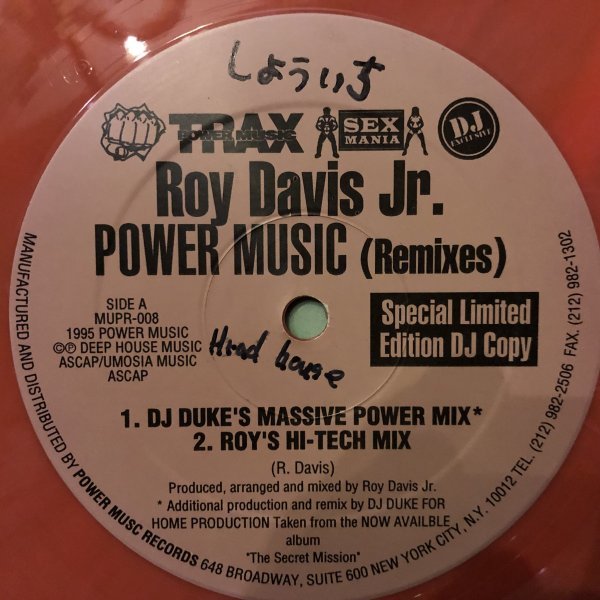 しょういち
TRAX
POWER MUSIC
SEX
MANIA
DJ
EXCLUSIVE
Roy Davis Jr.
POWER MUSIC (Remixes)
SIDE A
MUPR-008
1995 POWER MUSIC
©℗ DEEP HOUSE MUSIC
ASCAP/UMOSIA MUSIC
ASCAP
Special Limited
Edition DJ Copy
Hard house
1. DJ DUKE'S MASSIVE POWER MIX*
2. ROY'S HI-TECH MIX
(R. Davis)
Produced, arranged and mixed by Roy Davis Jr.
* Additional production and remix by DJ DUKE FOR
HOME PRODUCTION Taken from the NOW AVAILBLE
album
"The Secret Mission"
MANUFACTURED AND DISTRIBUTED BY POWER MUSC RECORDS 648 BROADWAY, SUITE 600 NEW YORK CITY, N.Y. 10012 TEL. (212) 982-2506 FAX. (212) 982-1302